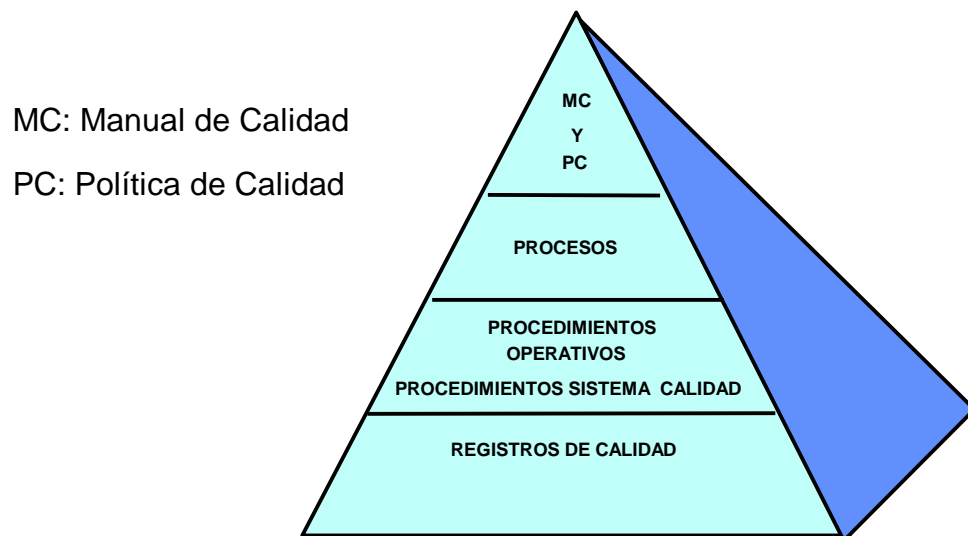 MC: Manual de Calidad
PC: Política de Calidad
MC
Y
PC
PROCESOS
PROCEDIMIENTOS
OPERATIVOS
PROCEDIMIENTOS SISTEMA CALIDAD
REGISTROS DE CALIDAD